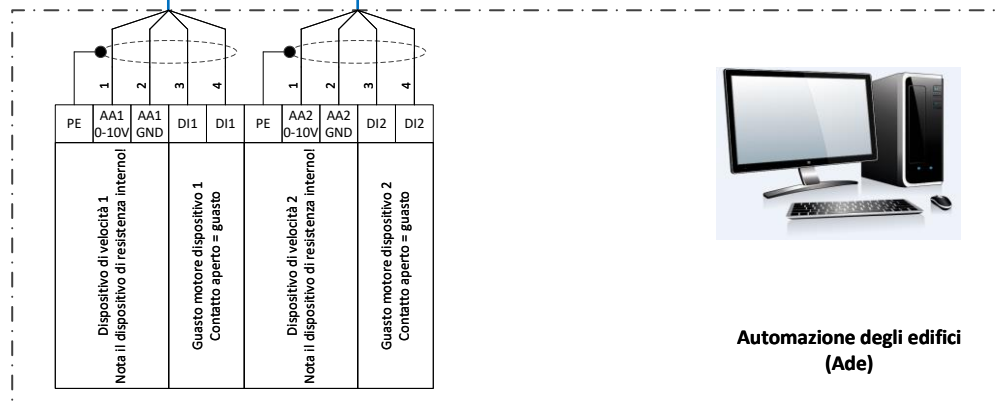 1 2 3 4 1 2 3 4
PE AA1 AA1 DI1 DI1 PE AA2 AA2 DI2 DI2
0-10V GND 0-10V GND
Dispositivo di velocità 1
Nota il dispositivo di resistenza interno!
Guasto motore dispositivo 1
Contatto aperto = guasto
Dispositivo di velocità 2
Nota il dispositivo di resistenza interno!
Guasto motore dispositivo 2
Contatto aperto = guasto
Automazione degli edifici
(Ade)